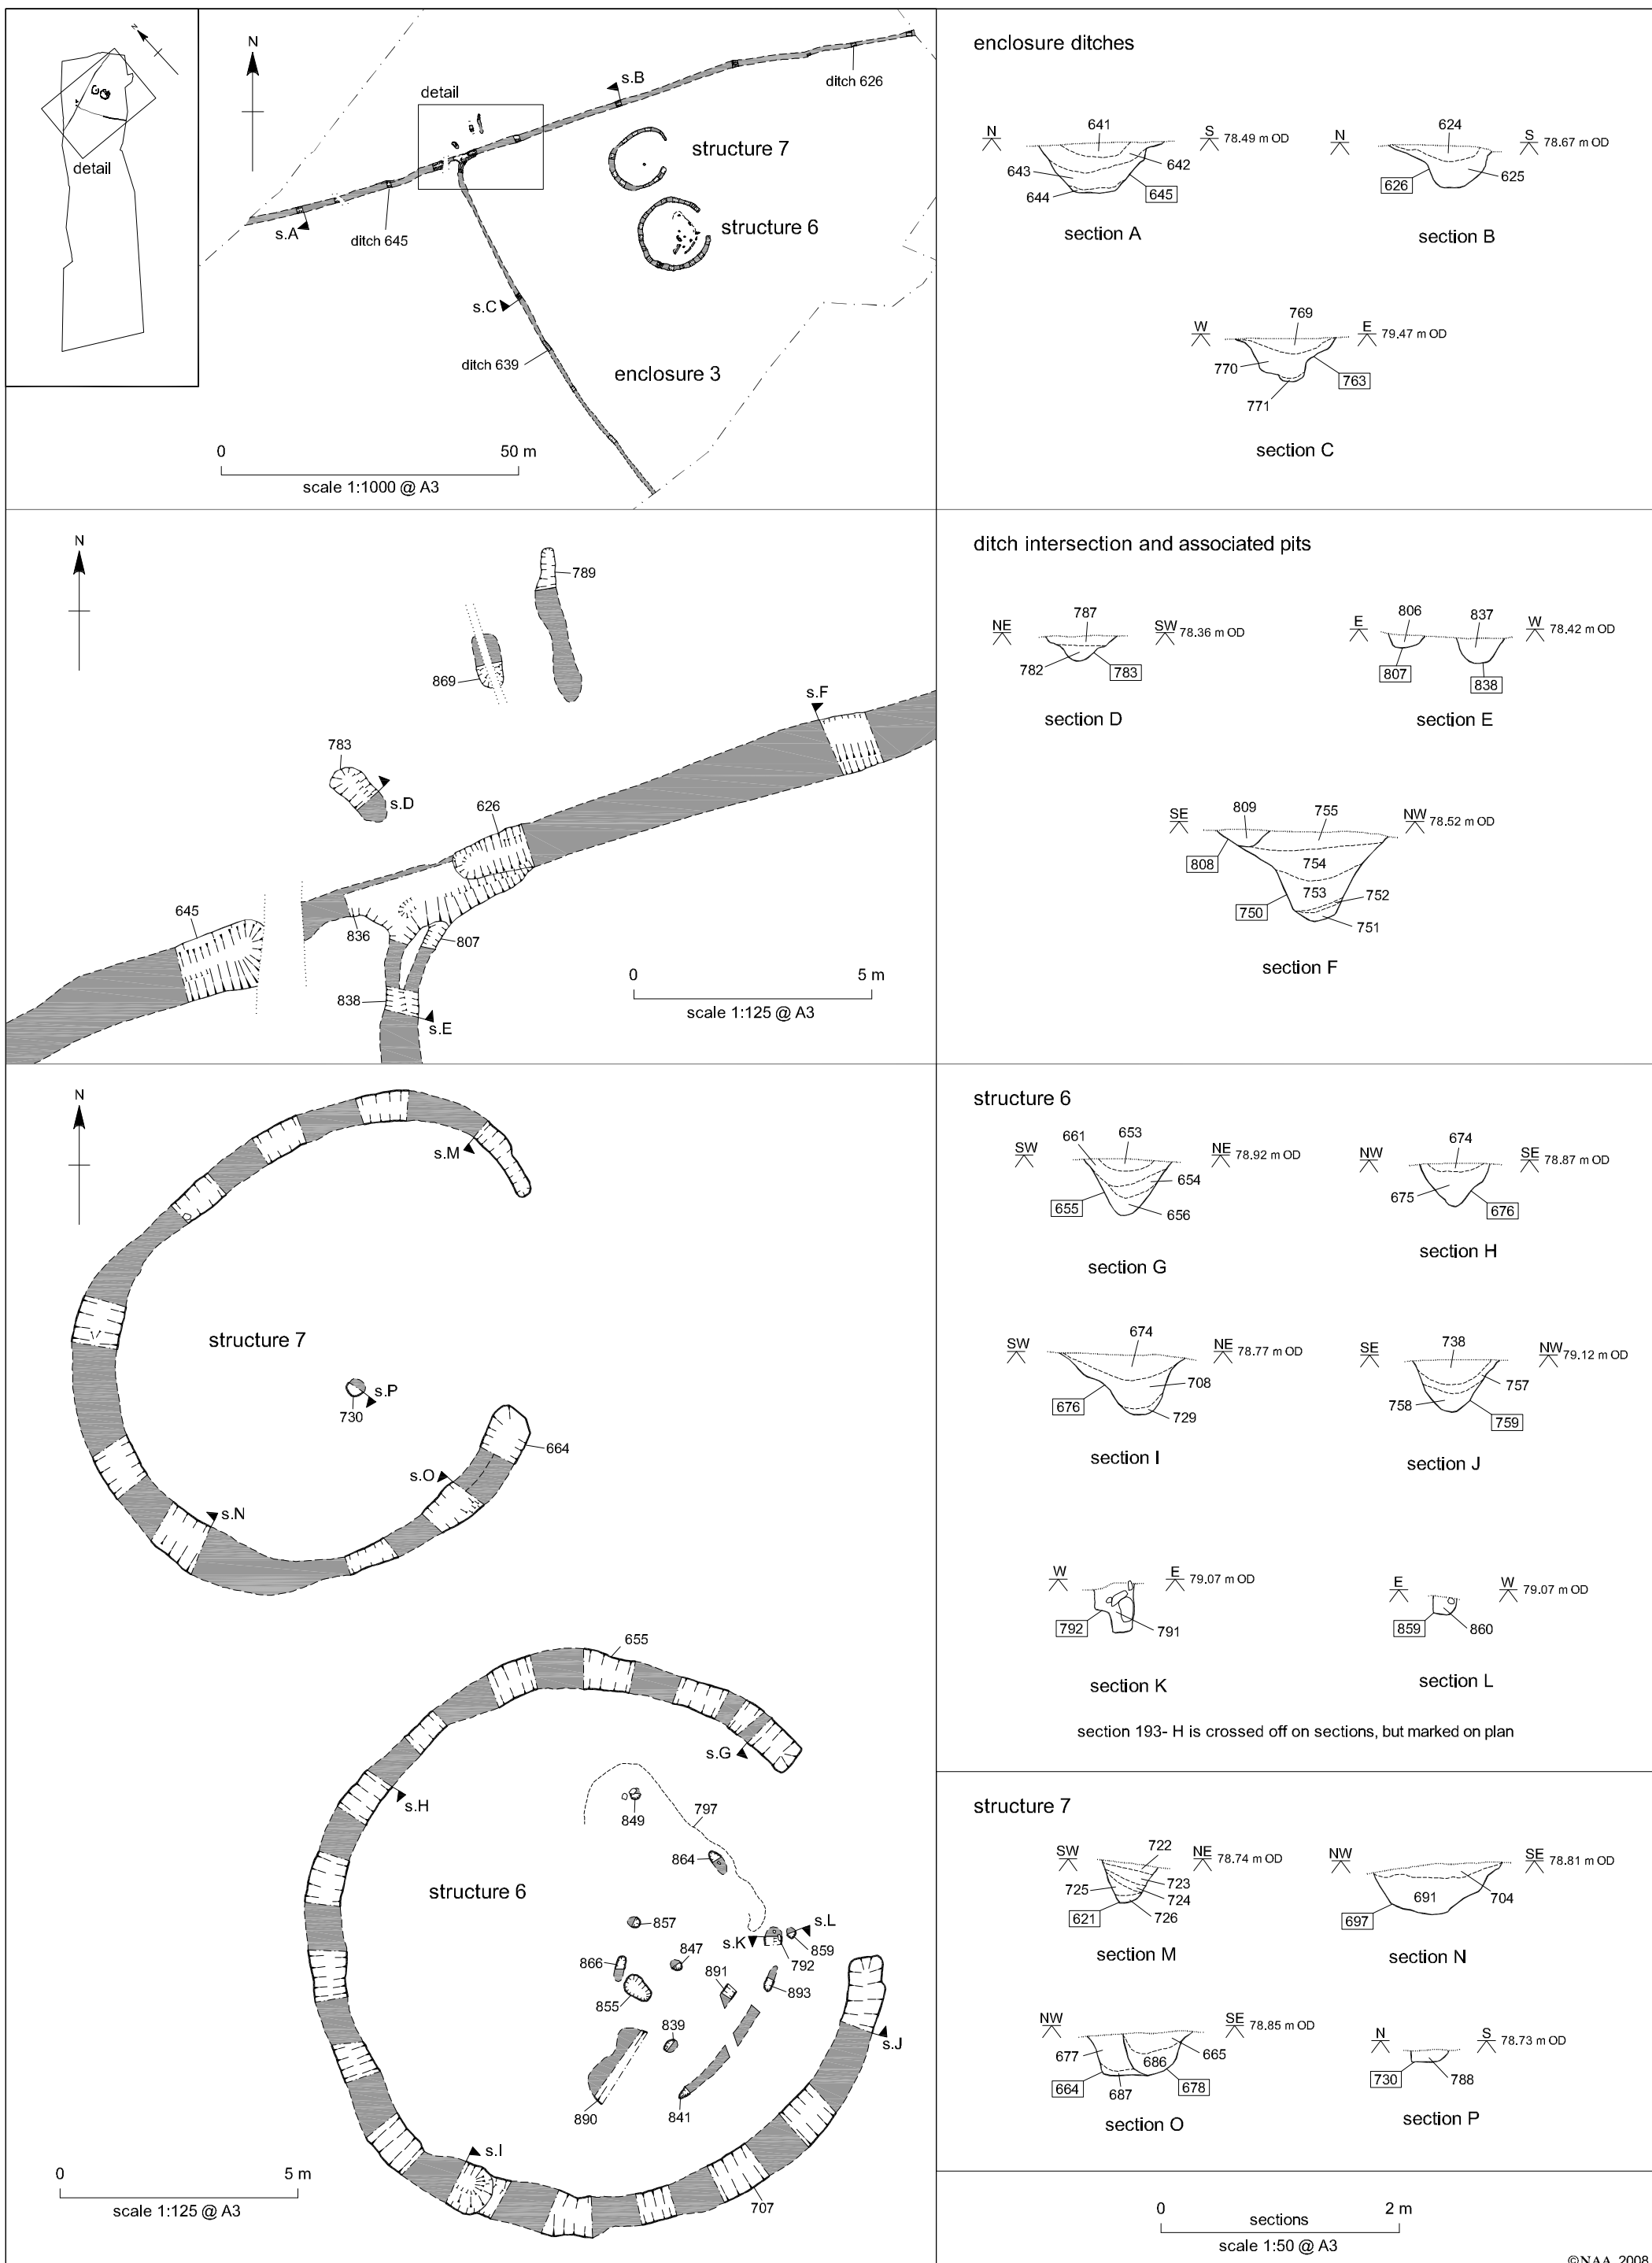 N
detail
N
detail
s.B
ditch 626
structure 7
structure 6
s.A
ditch 645
s.C
ditch 639
enclosure 3
0 50 m
scale 1:1000 @ A3
enclosure ditches
N 641 S 78.49 m OD
643 642
644 645
section A
N 624 S 78.67 m OD
626 625
section B
W 769 E 79.47 m OD
770 763
771
section C
N
789
869
s.F
783
s.D
626
645
836
807
838
s.E
0 5 m
scale 1:125 @ A3
ditch intersection and associated pits
NE 787 SW 78.36 m OD
782 783
section D
E 806 837 W 78.42 m OD
807 838
section E
SE 809 755 NW 78.52 m OD
808 754
753 752
750 751
section F
N
s.M
structure 7
s.P
730
664
s.O
s.N
655
s.G
s.H
849
797
864
structure 6
857
s.L
s.K
859
847
792
866
891
893
855
839
s.J
890
841
s.I
707
0 5 m
scale 1:125 @ A3
structure 6
SW 661 653 NE 78.92 m OD
654
655 656
section G
NW 674 SE 78.87 m OD
675 676
section H
SW 674 NE 78.77 m OD
708
676 729
section I
SE 738 NW 79.12 m OD
757
758 759
section J
W E 79.07 m OD
792 791
section K
E W 79.07 m OD
859 860
section L
section 193- H is crossed off on sections, but marked on plan
structure 7
SW 722 NE 78.74 m OD
723
725 724
621 726
section M
NW SE 78.81 m OD
691 704
697
section N
NW SE 78.85 m OD
677 686 665
664 687 678
section O
N S 78.73 m OD
730 788
section P
0 2 m
sections
scale 1:50 @ A3
©NAA 2008